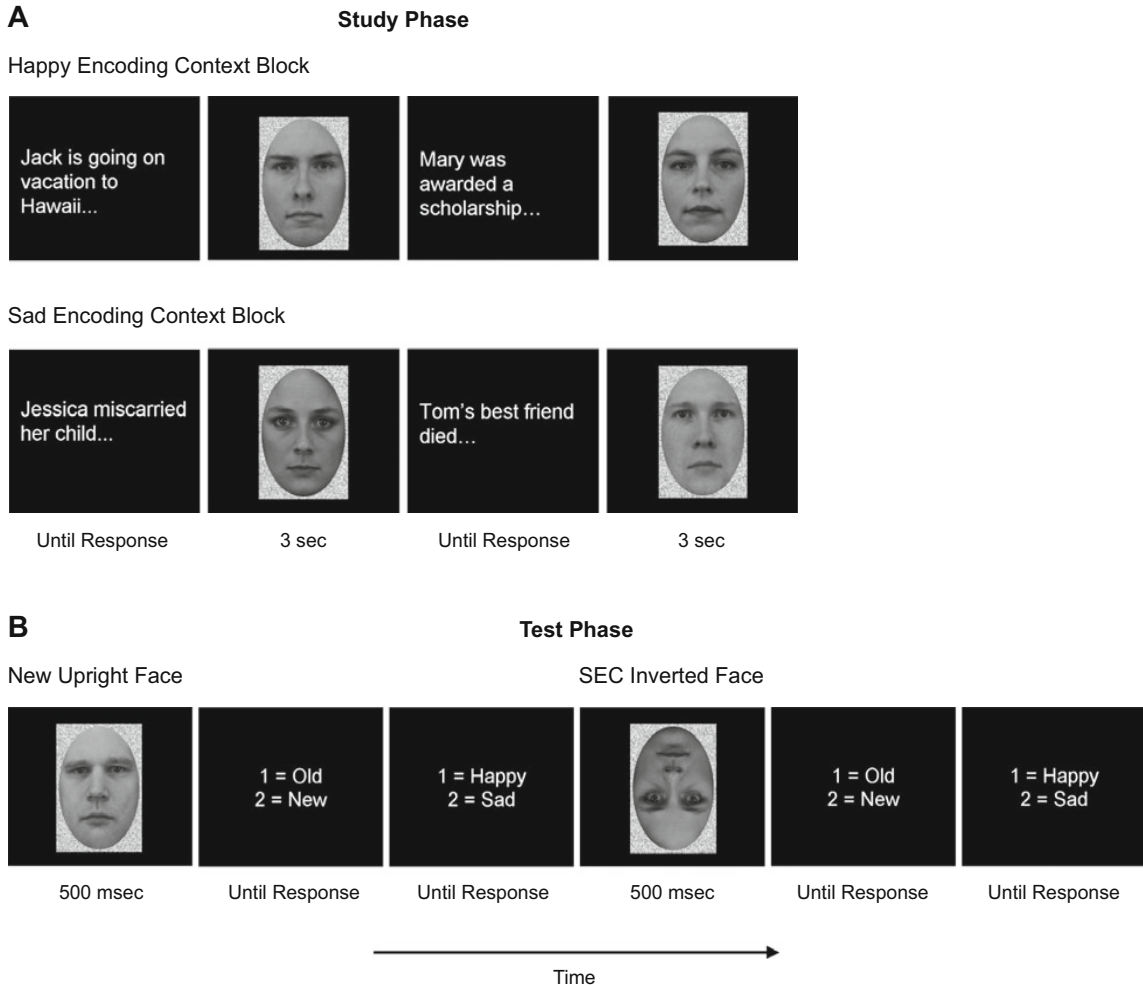 A
Study Phase
Happy Encoding Context Block
Jack is going on
vacation to
Hawaii...
Mary was
awarded a
scholarship...
Sad Encoding Context Block
Jessica miscarried
her child...
Tom's best friend
died...
Until Response
3 sec
Until Response
3 sec
B
Test Phase
New Upright Face
SEC Inverted Face
1 = Old
2 = New
1 = Happy
2 = Sad
1 = Old
2 = New
1 = Happy
2 = Sad
500 msec
Until Response
Until Response
500 msec
Until Response
Until Response
Time